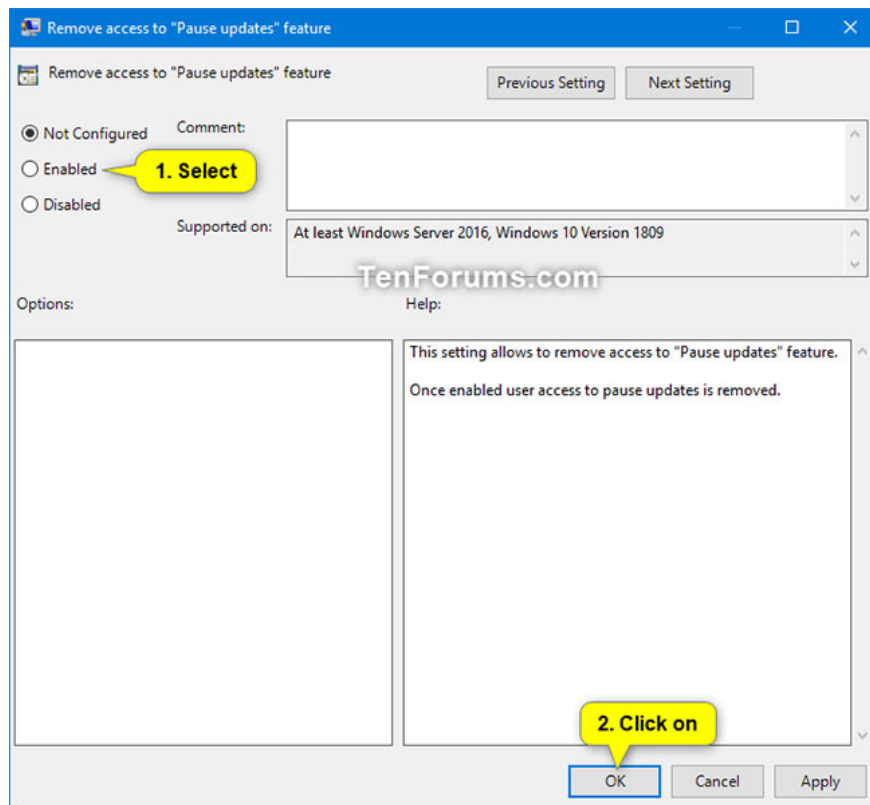 Remove access to "Pause updates" feature
Remove access to "Pause updates" feature
Previous Setting
Next Setting
Not Configured
Comment:
Enabled
1. Select
Disabled
Supported on:
At least Windows Server 2016, Windows 10 Version 1809
TenForums.com
Options:
Help:
This setting allows to remove access to "Pause updates" feature.
Once enabled user access to pause updates is removed.
2. Click on
OK
Cancel
Apply